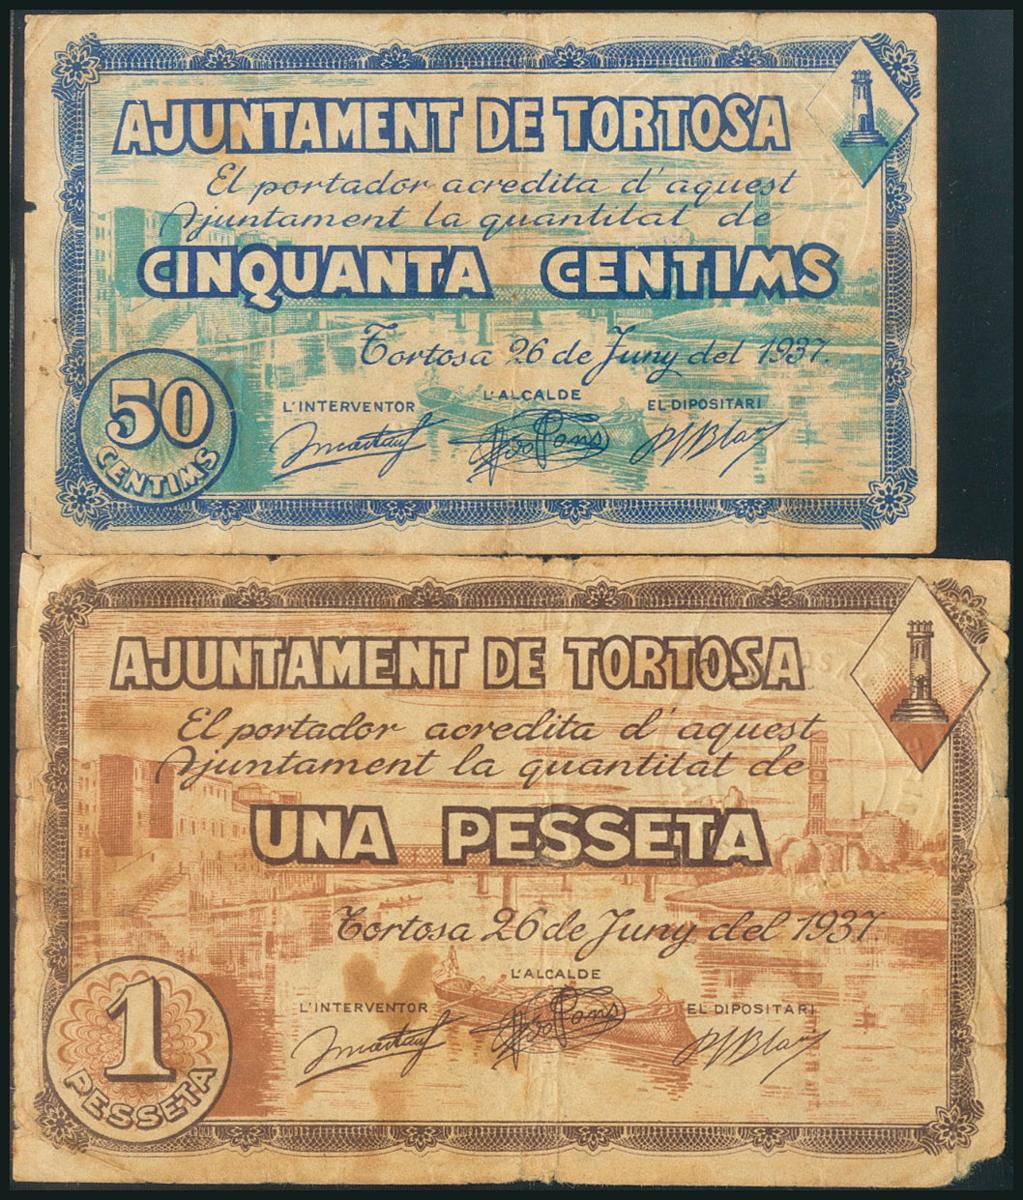 AJUNTAMENT DE TORTOSA
El portador acredita d'aquest
Ajuntament la quantitat de
CINQUANTA CENTIMS
Tortosa 26 de Juny del 1937.
L'INTERVENTOR
L'ALCALDE
EL DIPOSITARI
50
CENTIMS
AJUNTAMENT DE TORTOSA
El portador acredita d'aquest
Ajuntament la quantitat de
UNA PESSETA
Tortosa 26 de Juny del 1937.
L'INTERVENTOR
L'ALCALDE
EL DIPOSITARI
1
PESSETA